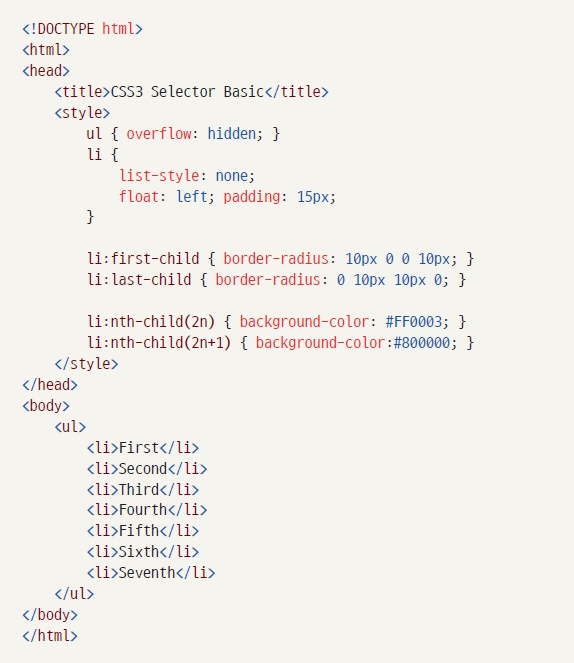 <!DOCTYPE html>
<html>
<head>
    <title>CSS3 Selector Basic</title>
    <style>
        ul { overflow: hidden; }
        li {
            list-style: none;
            float: left; padding: 15px;
        }

        li:first-child { border-radius: 10px 0 0 10px; }
        li:last-child { border-radius: 0 10px 10px 0; }

        li:nth-child(2n) { background-color: #FF0003; }
        li:nth-child(2n+1) { background-color:#800000; }
    </style>
</head>
<body>
    <ul>
        <li>First</li>
        <li>Second</li>
        <li>Third</li>
        <li>Fourth</li>
        <li>Fifth</li>
        <li>Sixth</li>
        <li>Seventh</li>
    </ul>
</body>
</html>